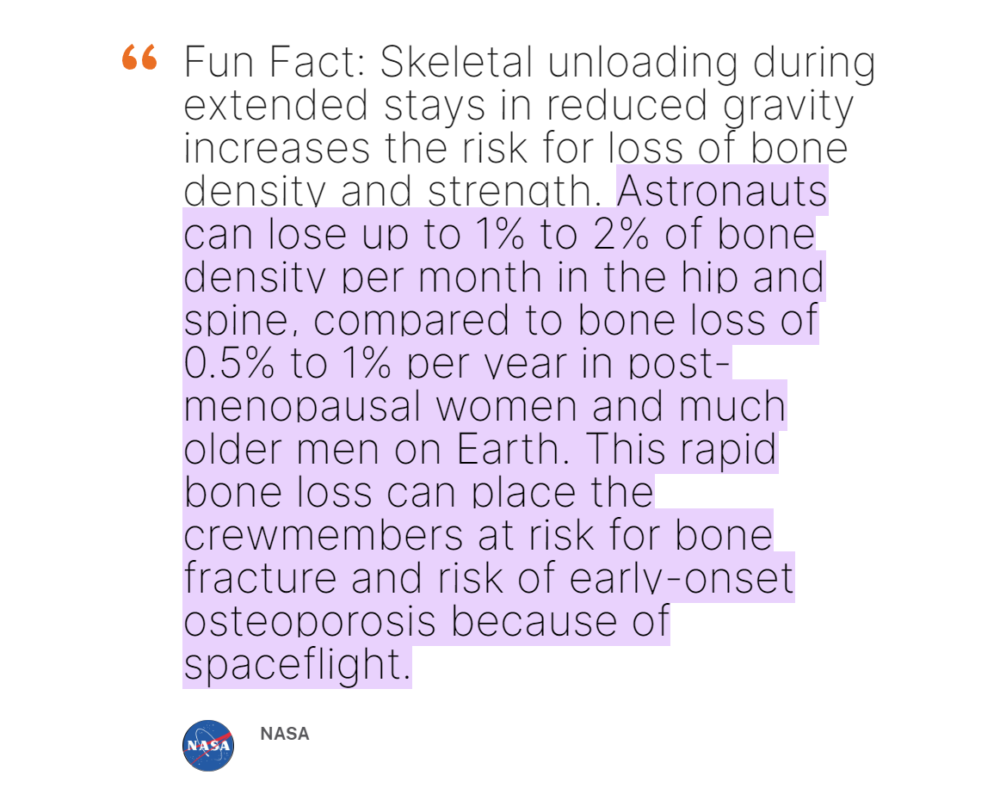 “ Fun Fact: Skeletal unloading during
extended stays in reduced gravity
increases the risk for loss of bone
density and strength. Astronauts
can lose up to 1% to 2% of bone
density per month in the hip and
spine, compared to bone loss of
0.5% to 1% per year in post-
menopausal women and much
older men on Earth. This rapid
bone loss can place the
crewmembers at risk for bone
fracture and risk of early-onset
osteoporosis because of
spaceflight.
NASA
NASA